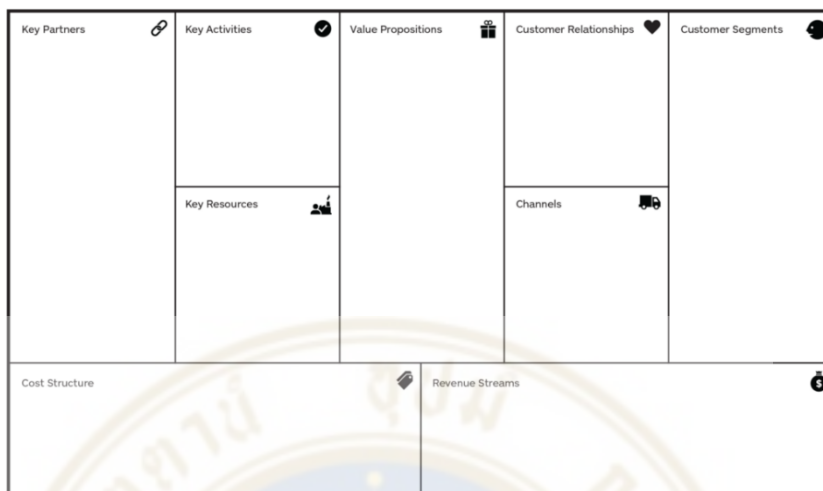 Key Partners
Key Activities
Value Propositions
Customer Relationships
Customer Segments
Key Resources
Channels
Cost Structure
Revenue Streams
$